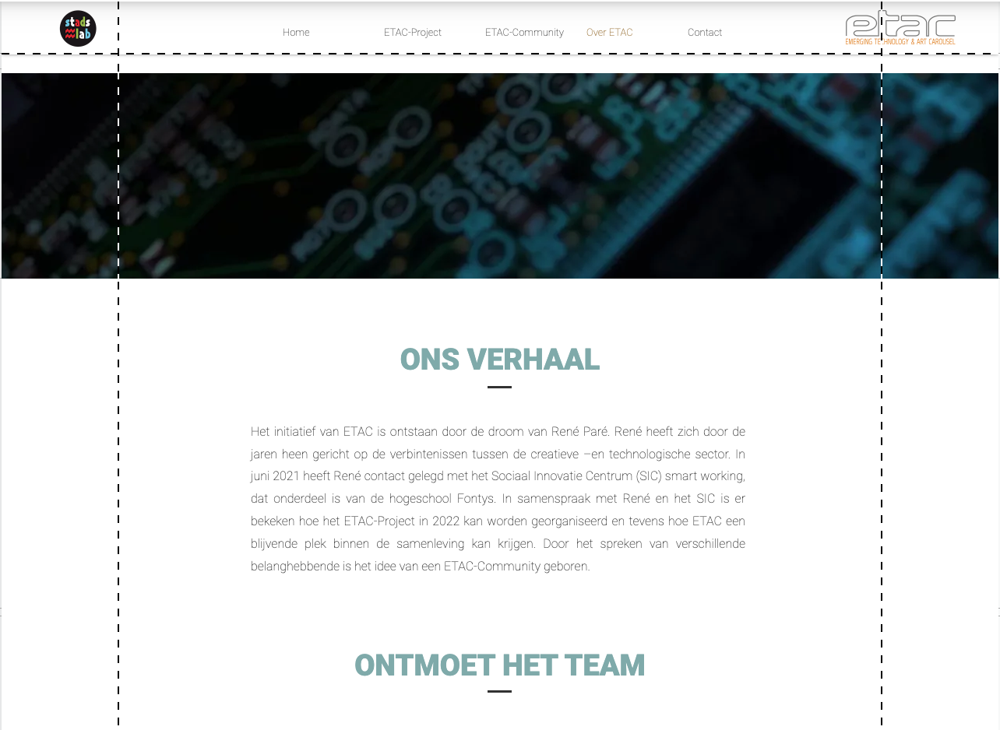 stads
lab
Home
ETAC-Project
ETAC-Community
Over ETAC
Contact
etac
EMERGING TECHNOLOGY & ART CAROUSEL
ONS VERHAAL
Het initiatief van ETAC is ontstaan door de droom van René Paré. René heeft zich door de
jaren heen gericht op de verbintenissen tussen de creatieve –en technologische sector. In
juni 2021 heeft René contact gelegd met het Sociaal Innovatie Centrum (SIC) smart working,
dat onderdeel is van de hogeschool Fontys. In samenspraak met René en het SIC is er
bekeken hoe het ETAC-Project in 2022 kan worden georganiseerd en tevens hoe ETAC een
blijvende plek binnen de samenleving kan krijgen. Door het spreken van verschillende
belanghebbende is het idee van een ETAC-Community geboren.
ONTMOET HET TEAM